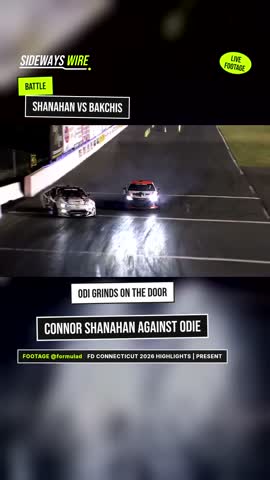 SIDEWAYS WIRE.
LIVE
FOOTAGE
BATTLE
SHANAHAN VS BAKCHIS
ODI GRINDS ON THE DOOR
CONNOR SHANAHAN AGAINST ODIE
FOOTAGE @formulad FD CONNECTICUT 2026 HIGHLIGHTS | PRESENT